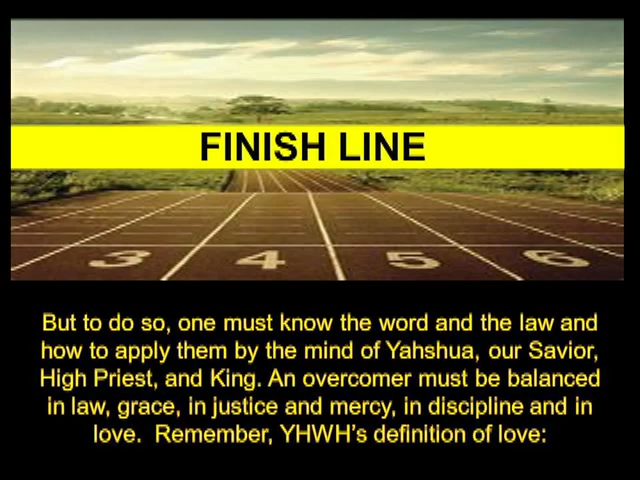 FINISH LINE
3 4 5 6
But to do so, one must know the word and the law and
how to apply them by the mind of Yahshua, our Savior,
High Priest, and King. An overcomer must be balanced
in law, grace, in justice and mercy, in discipline and in
love. Remember, YHWH's definition of love: